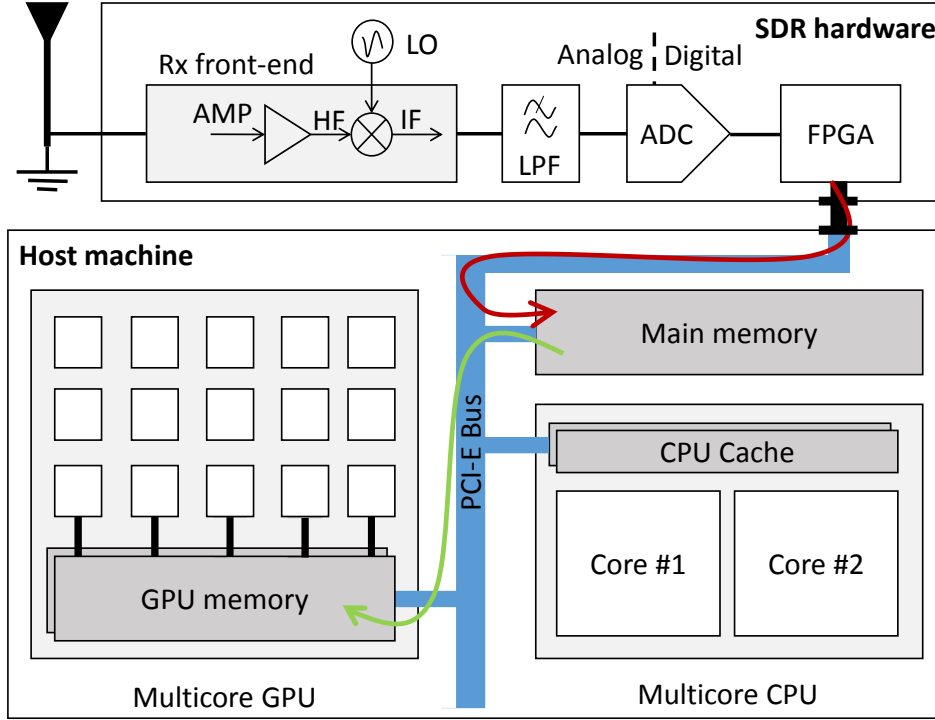 SDR hardware
LO
Analog Digital
Rx front-end
AMP HF IF
LPF
ADC
FPGA
Host machine
Main memory
PCI-E Bus
CPU Cache
Core #1
Core #2
GPU memory
Multicore GPU
Multicore CPU